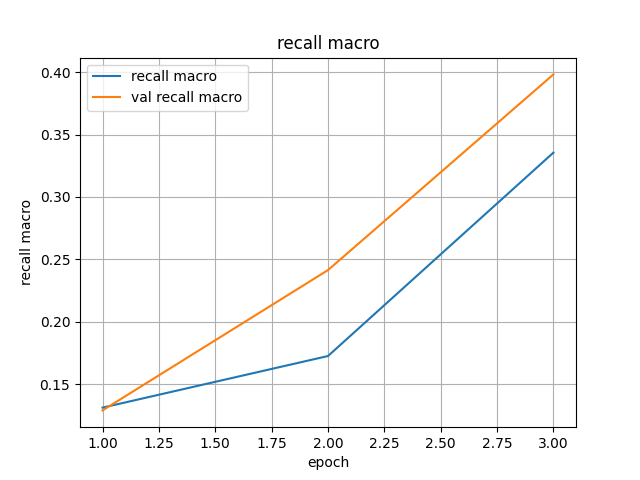 recall macro
recall macro
val recall macro
recall macro
0.40
0.35
0.30
0.25
0.20
0.15
1.00 1.25 1.50 1.75 2.00 2.25 2.50 2.75 3.00
epoch